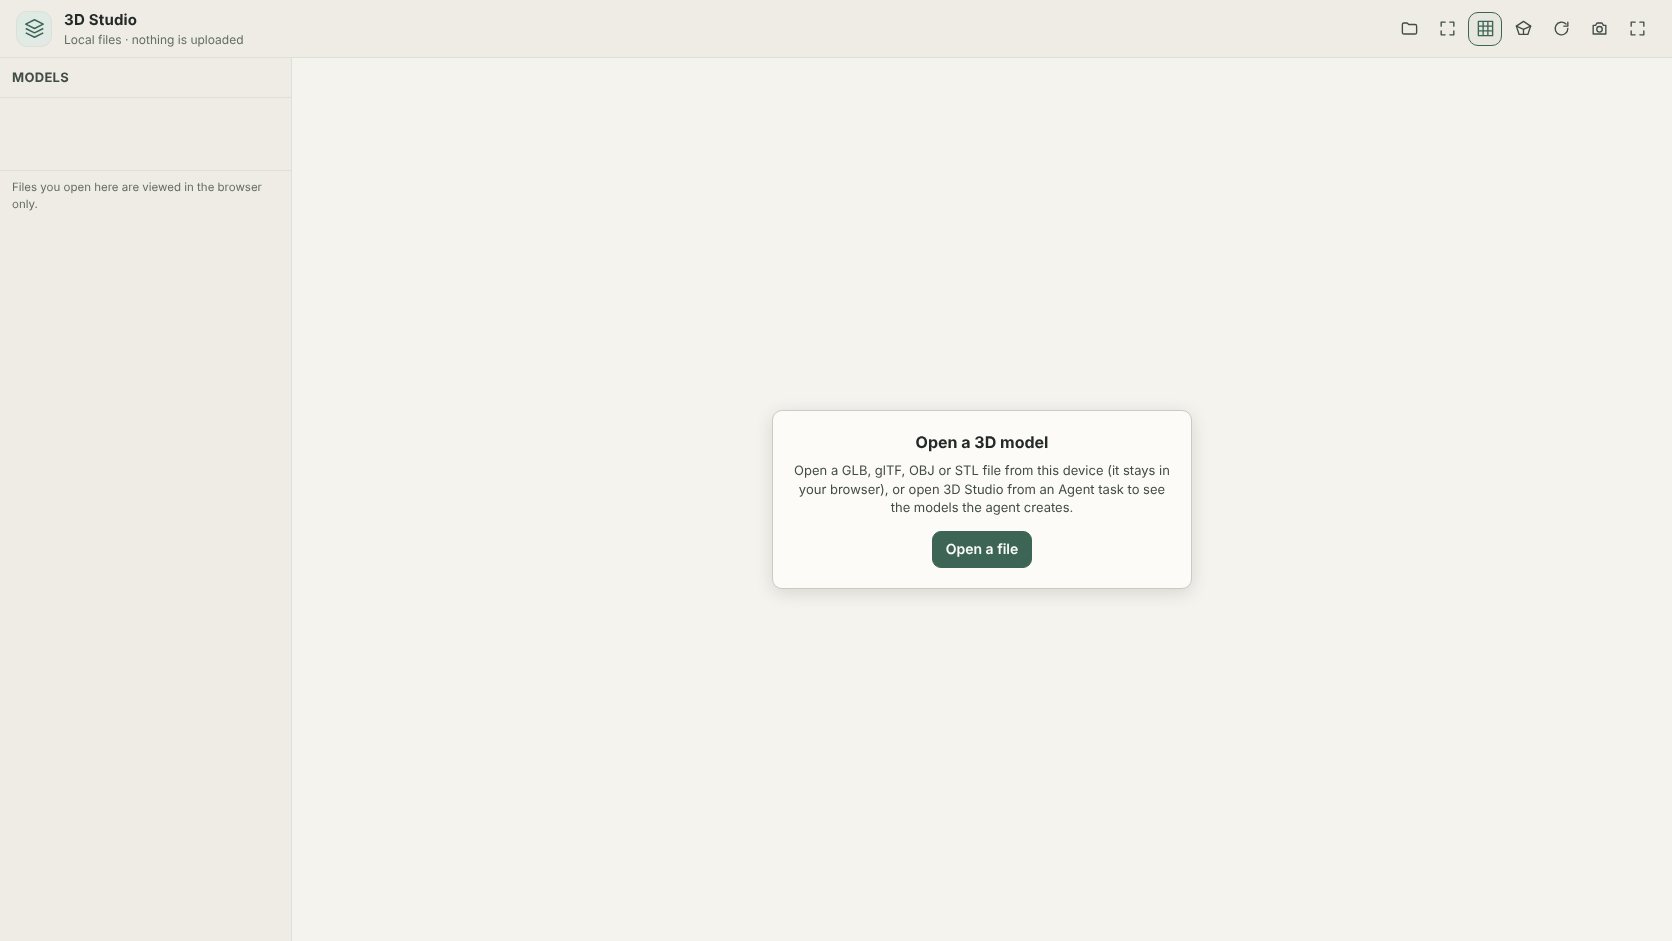 3D Studio
Local files · nothing is uploaded
MODELS
Files you open here are viewed in the browser
only.
Open a 3D model
Open a GLB, glTF, OBJ or STL file from this device (it stays in
your browser), or open 3D Studio from an Agent task to see
the models the agent creates.
Open a file